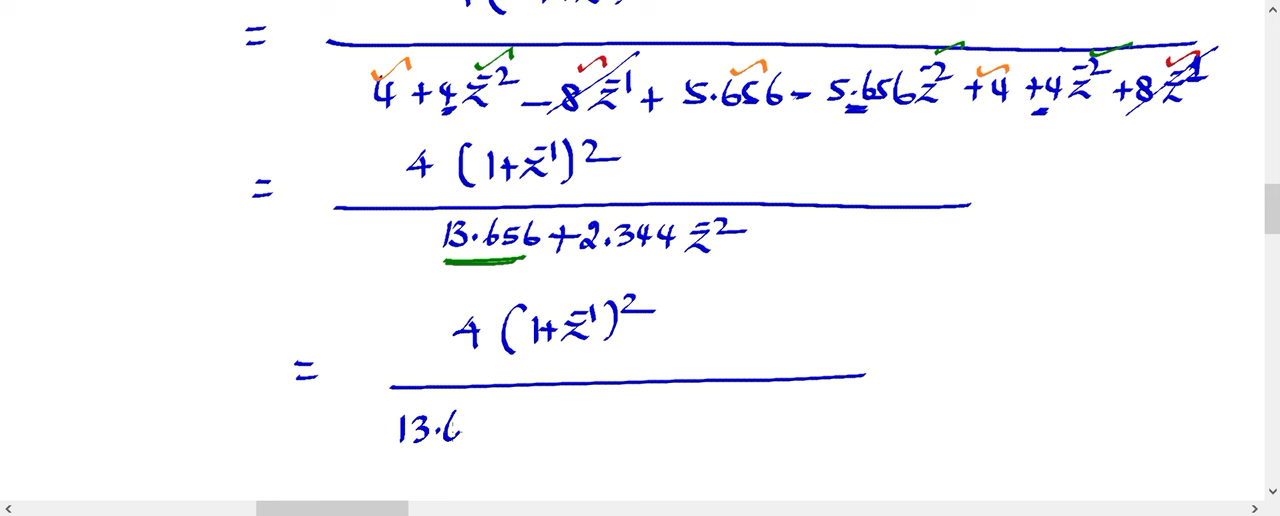 =
4 + 4z̄² - 8z̄¹ + 5.656 - 5.656z̄² + 4 + 4z̄² + 8z̄¹
4 (1+z̄¹)²
=
13.656 + 2.344 z̄²
4 (1+z̄¹)²
=
13.6